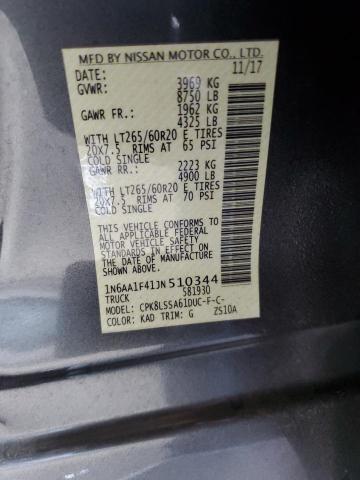 MFD BY NISSAN MOTOR CO., LTD.
DATE: 11/17
GVWR: 3969 KG
8750 LB
GAWR FR.: 1962 KG
4325 LB
WITH LT265/60R20 E TIRES
20X7.5 RIMS AT 65 PSI
COLD SINGLE
GAWR RR.: 2223 KG
4900 LB
WITH LT265/60R20 E TIRES
20X7.5 RIMS AT 70 PSI
COLD SINGLE
THIS VEHICLE CONFORMS TO ALL
APPLICABLE U.S. FEDERAL
MOTOR VEHICLE SAFETY
STANDARDS IN EFFECT ON THE
DATE OF MANUFACTURE SHOWN
ABOVE.
1N6AA1F41JN510344
TRUCK 581930
MODEL: CPK8LSSA61DUC-F-C-
COLOR: KAD TRIM: G ZS10A